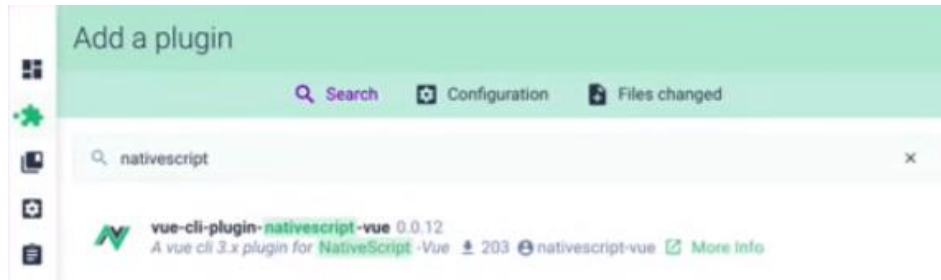 Add a plugin
Search Configuration Files changed
nativescript
vue-cli-plugin-nativescript-vue 0.0.12
A vue cli 3.x plugin for NativeScript -Vue 203 nativescript-vue More Info